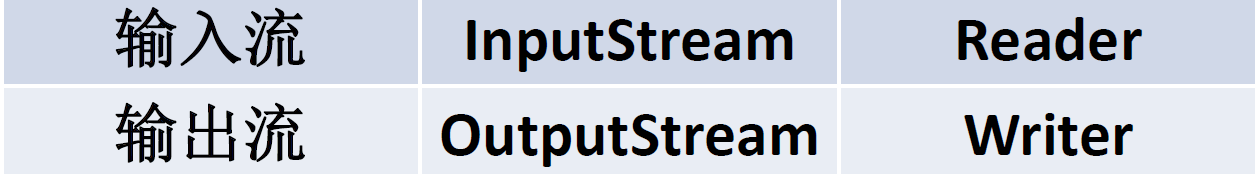 输入流 InputStream Reader
输出流 OutputStream Writer